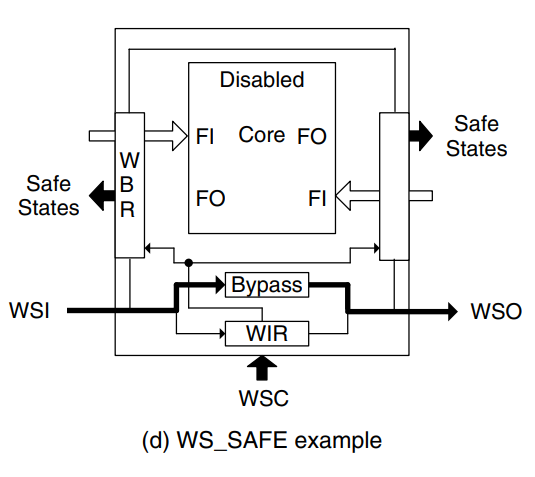 Disabled
Safe
States
FI
Core
FO
W
B
R
Safe
States
FO
FI
Bypass
WSI
WSO
WIR
WSC
(d) WS_SAFE example